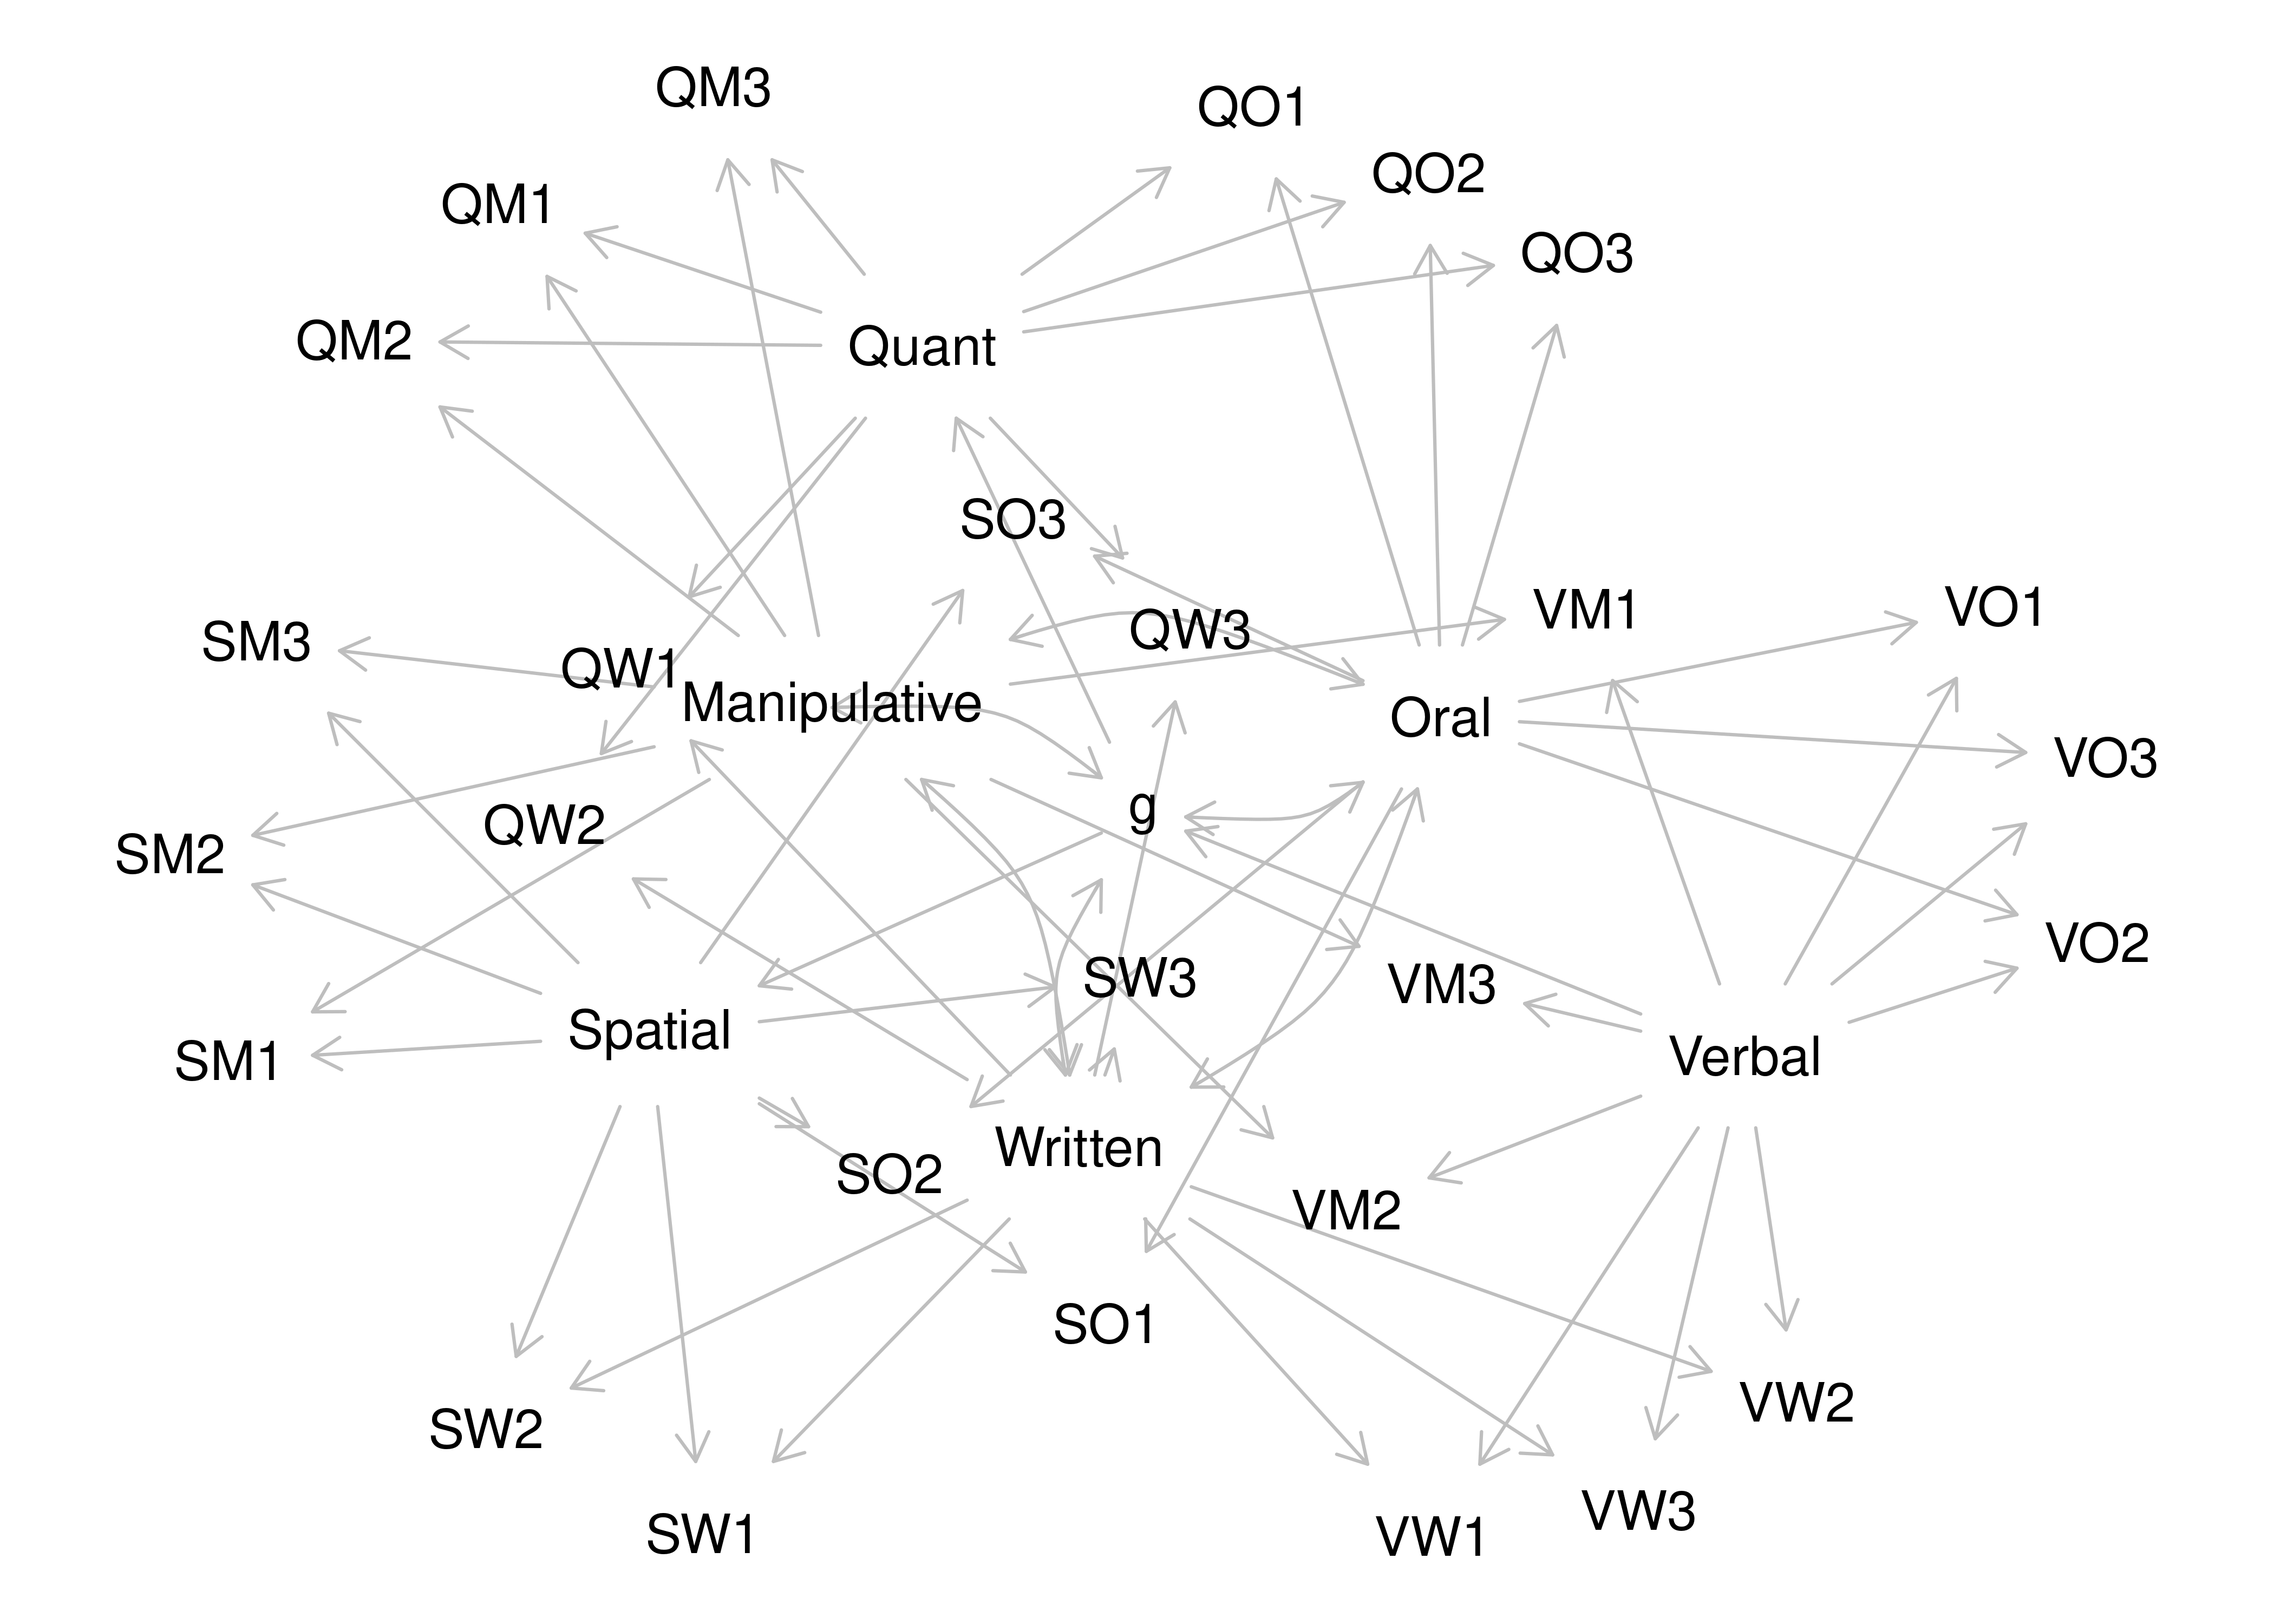 QM3
QO1
QO2
QM1
QO3
QM2
Quant
SO3
VM1
VO1
QW3
SM3
QW1
Manipulative
Oral
VO3
g
QW2
SM2
VO2
SW3
VM3
Spatial
SM1
Verbal
Written
SO2
VM2
SO1
VW2
SW2
VW3
SW1
VW1